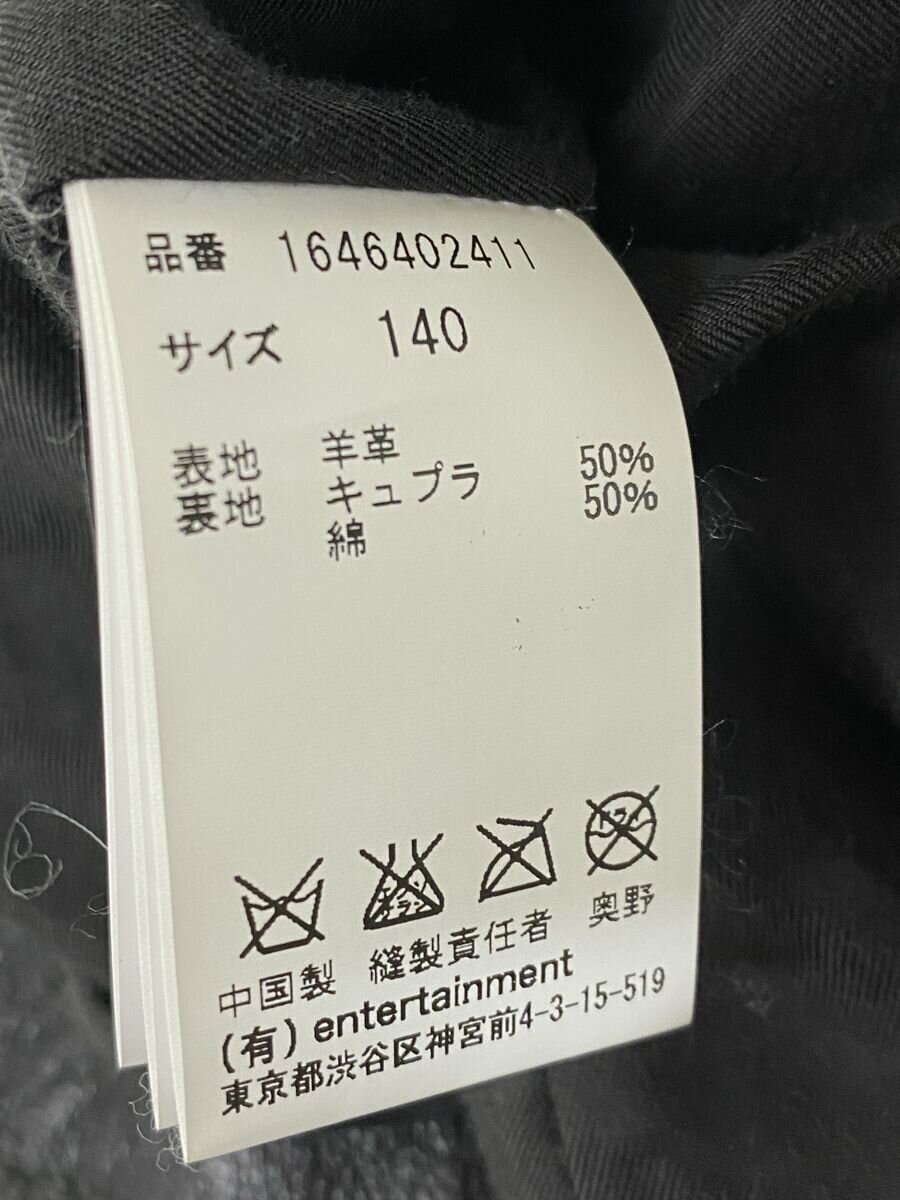 品番 1646402411
サイズ 140
表地 羊革
裏地 キュプラ 50%
綿 50%
中国製 縫製責任者 奥野
(有) entertainment
東京都渋谷区神宮前4-3-15-519